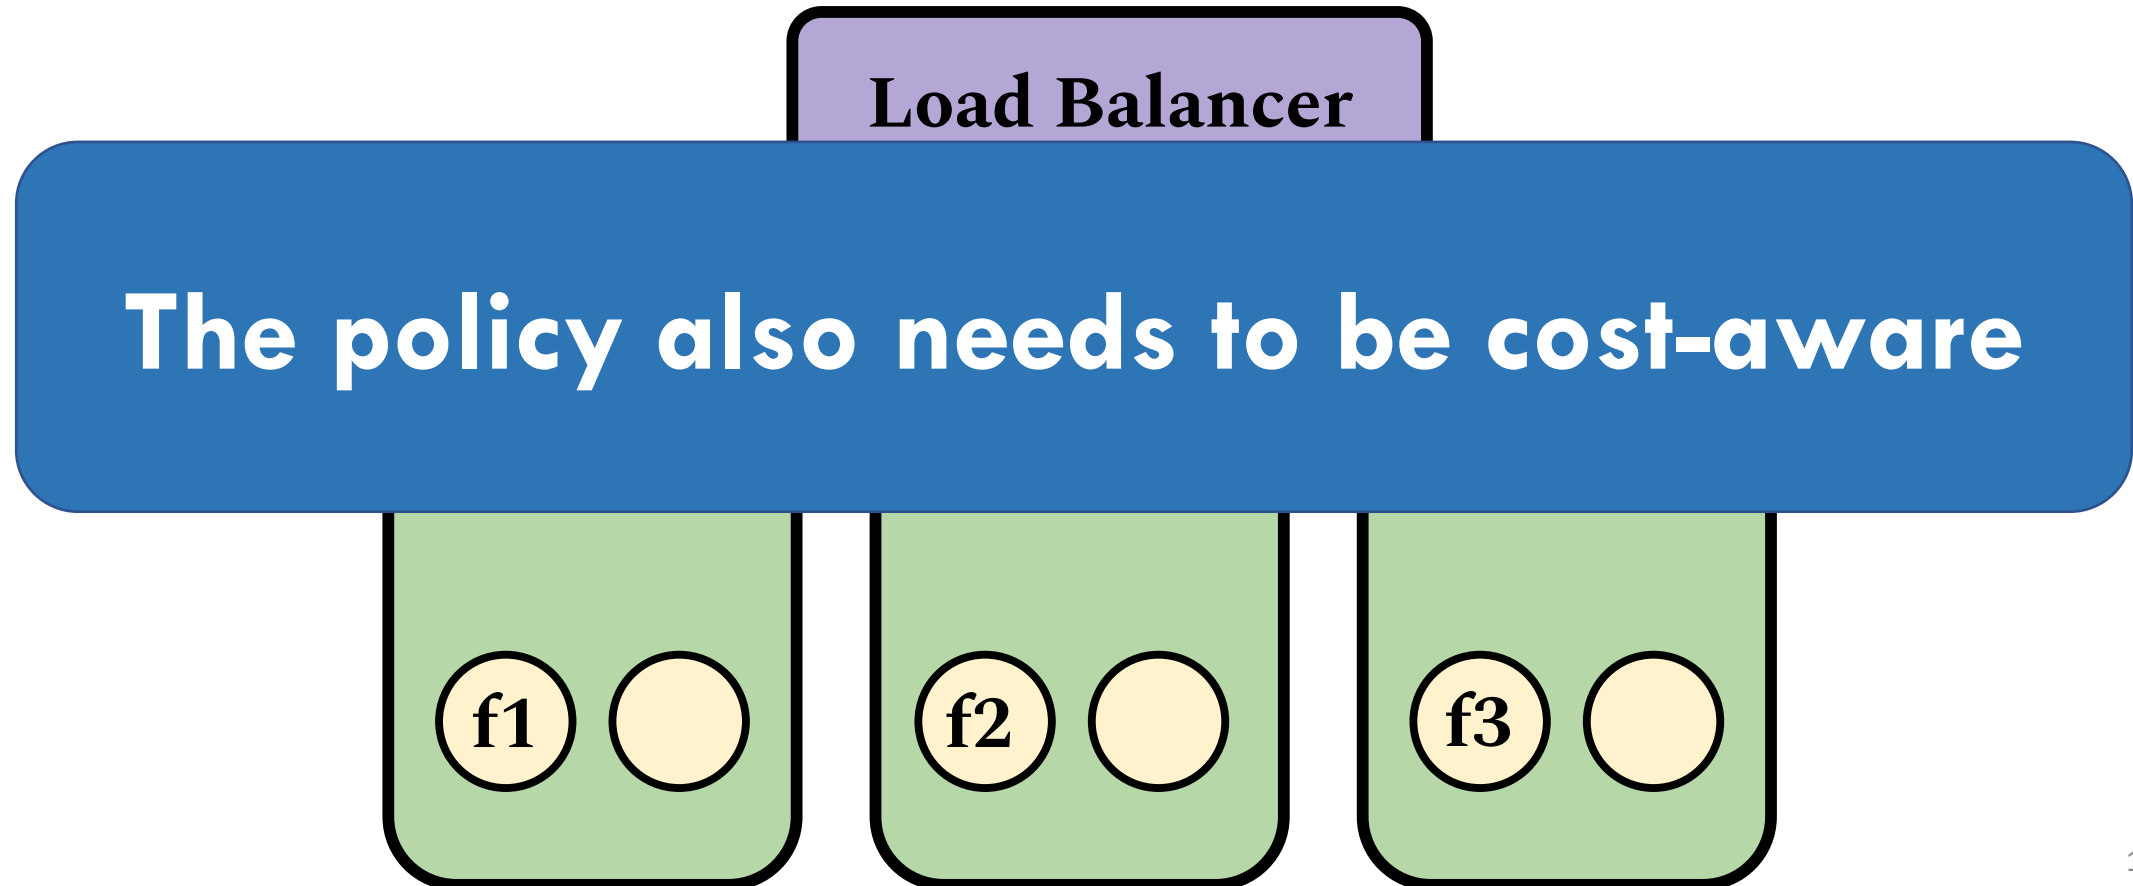 Load Balancer
The policy also needs to be cost-aware
f1
f2
f3